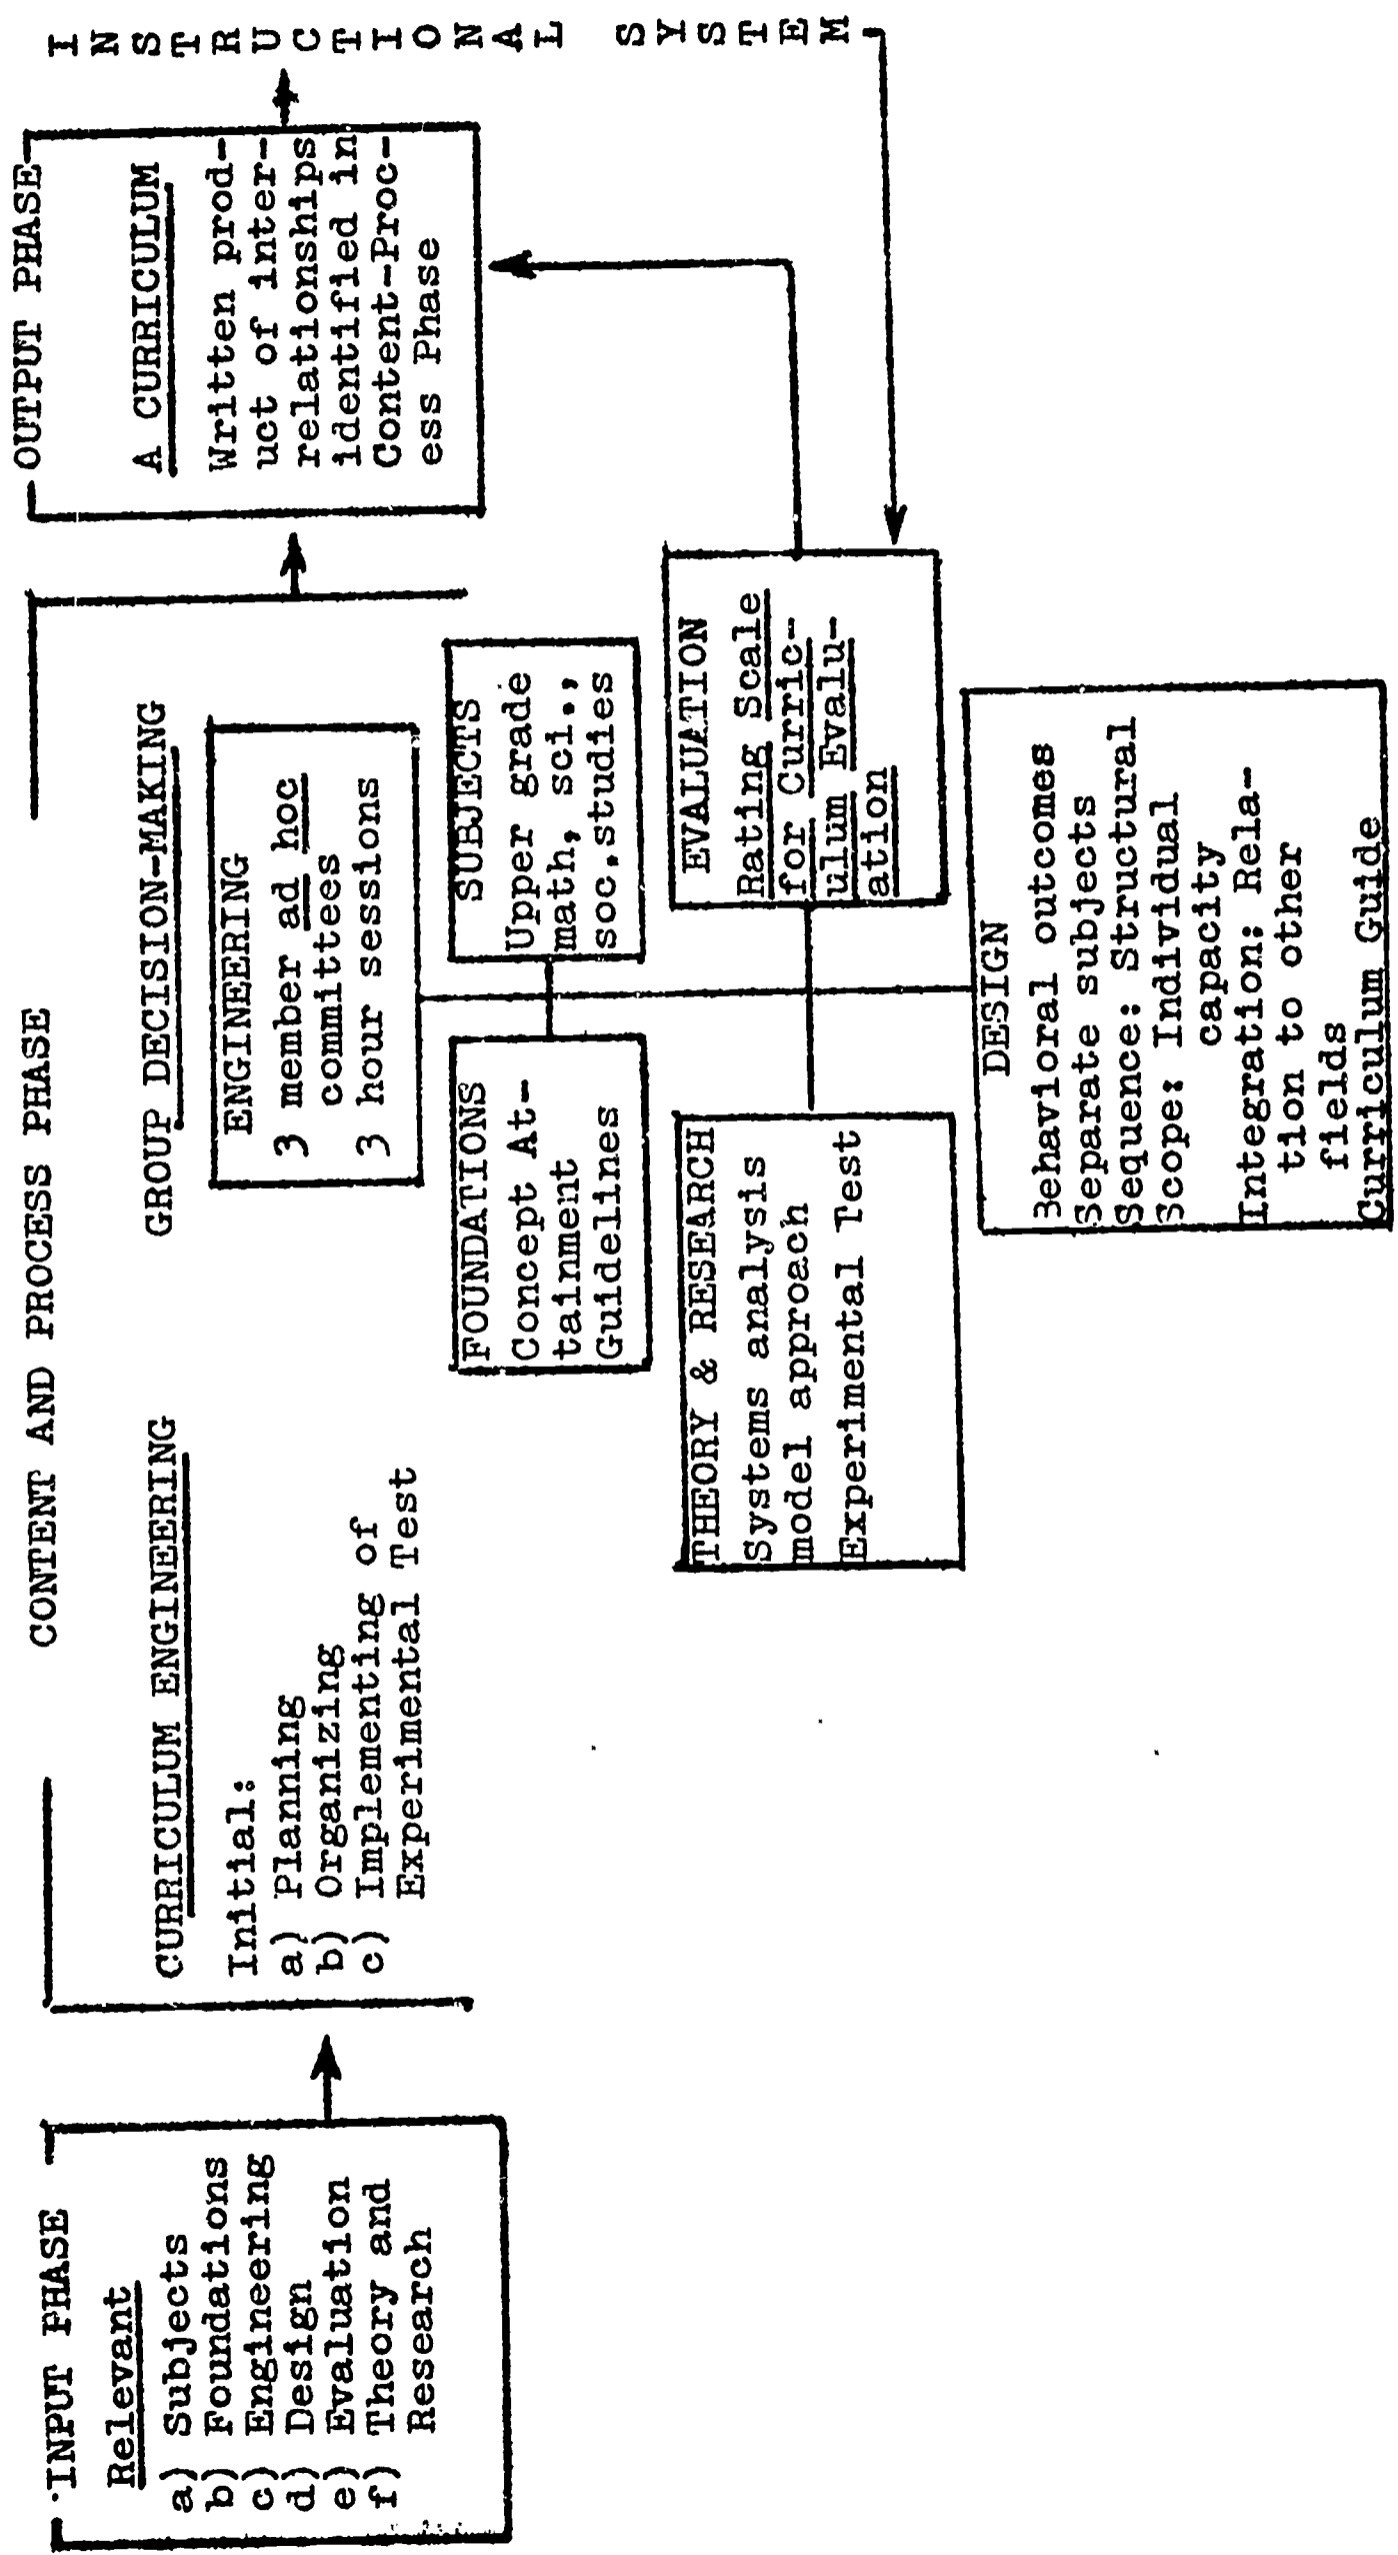 INPUT PHASE
Relevant
a) Subjects
b) Foundations
c) Engineering
d) Design
e) Evaluation
f) Theory and
Research
CONTENT AND PROCESS PHASE
CURRICULUM ENGINEERING
Initial:
a) Planning
b) Organizing
c) Implementing of
Experimental Test
GROUP DECISION-MAKING
ENGINEERING
3 member ad hoc
committees
3 hour sessions
FOUNDATIONS
Concept At-
tainment
Guidelines
SUBJECTS
Upper grade
math, sci.,
soc.studies
THEORY & RESEARCH
Systems analysis
model approach
Experimental Test
EVALUATION
Rating Scale
for Curric-
ulum Evalu-
ation
DESIGN
Behavioral outcomes
Separate subjects
Sequence: Structural
Scope: Individual
capacity
Integration: Rela-
tion to other
fields
Curriculum Guide
OUTPUT PHASE
A CURRICULUM
Written prod-
uct of inter-
relationships
identified in
Content-Proc-
ess Phase
INSTRUCTIONAL SYSTEM